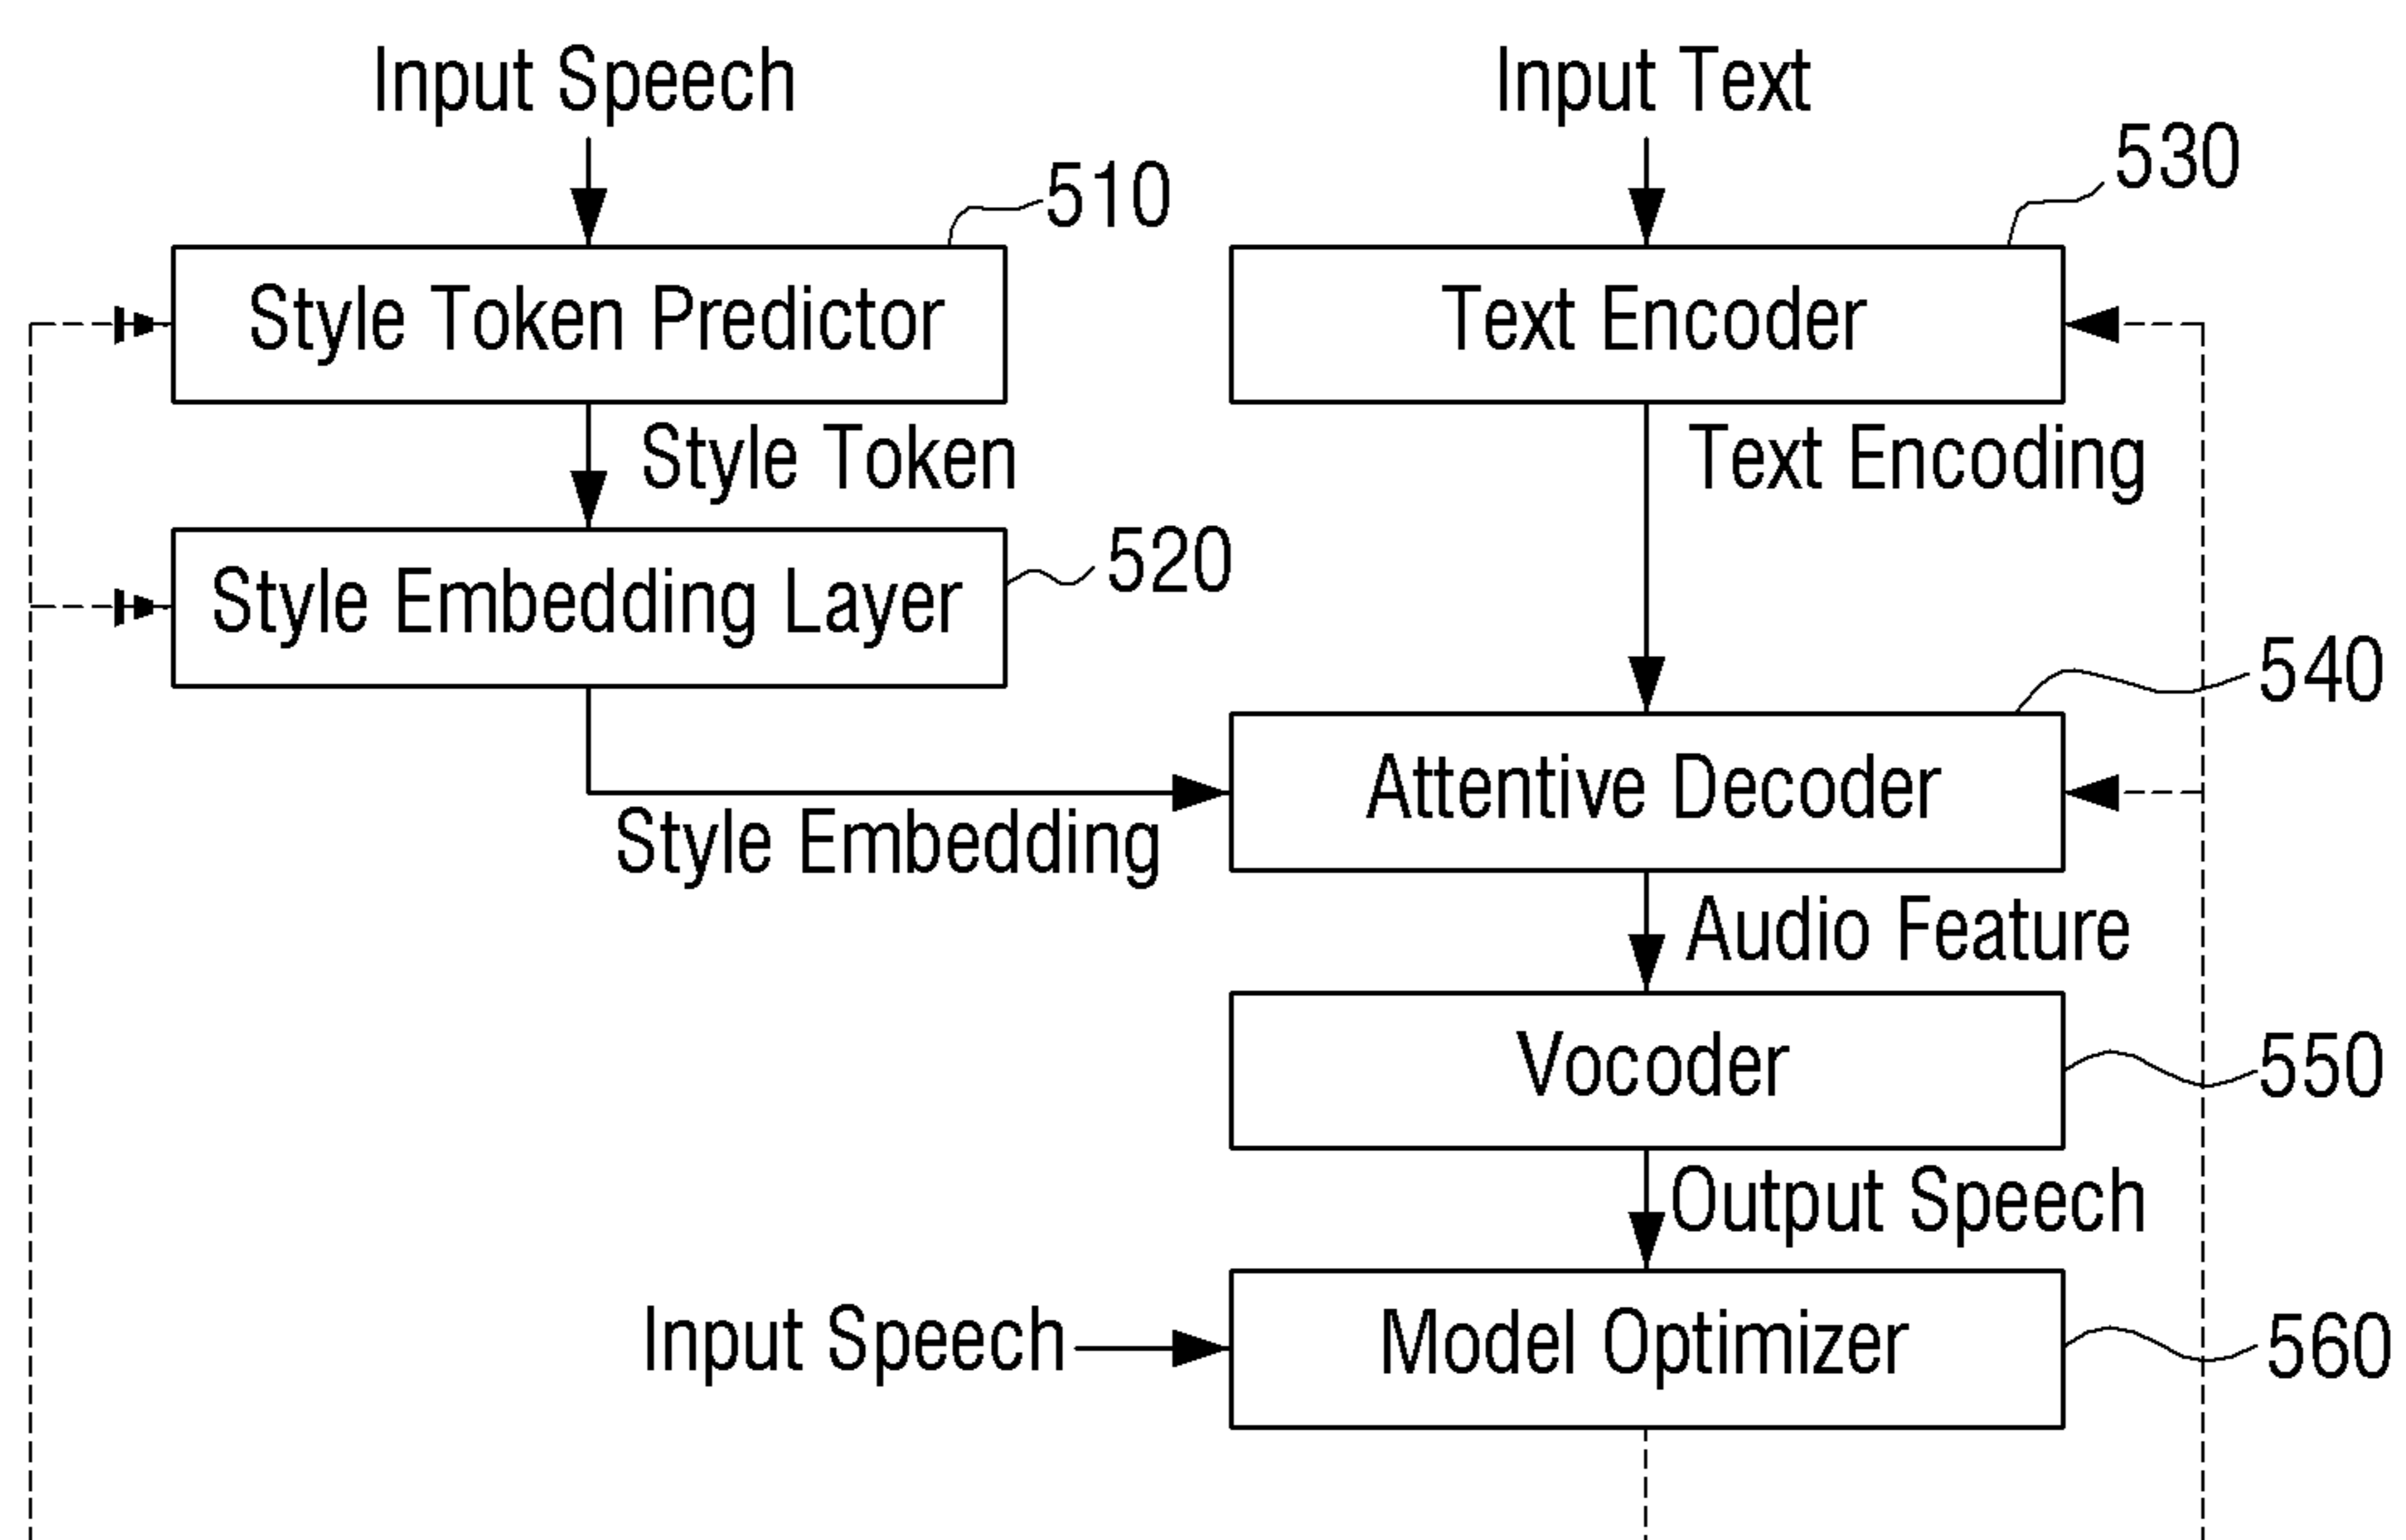 Input Speech
Input Text
510
530
Style Token Predictor
Text Encoder
Style Token
Text Encoding
520
Style Embedding Layer
540
Attentive Decoder
Style Embedding
Audio Feature
Vocoder
550
Output Speech
Input Speech
Model Optimizer
560